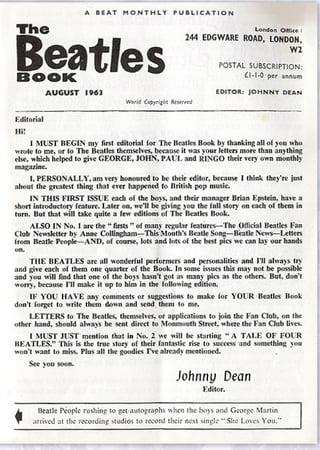 A BEAT MONTHLY PUBLICATION
The
Beatles
BOOK
AUGUST 1963
London Office :
244 EDGWARE ROAD, LONDON,
W2
POSTAL SUBSCRIPTION:
£1-1-0 per annum
EDITOR: JOHNNY DEAN
World Copyright Reserved
Editorial
Hi!
I MUST BEGIN my first editorial for The Beatles Book by thanking all of you who
wrote to me, or to The Beatles themselves, because it was your letters more than anything
else, which helped to give GEORGE, JOHN, PAUL and RINGO their very own monthly
magazine.
I, PERSONALLY, am very honoured to be their editor, because I think they're just
about the greatest thing that ever happened to British pop music.
IN THIS FIRST ISSUE each of the boys, and their manager Brian Epstein, have a
short introductory feature. Later on, we'll be giving you the full story on each of them in
turn. But that will take quite a few editions of The Beatles Book.
ALSO IN No. 1 are the “ firsts ” of many regular features—The Official Beatles Fan
Club Newsletter by Anne Collingham—This Month's Beatle Song—Beatle News—Letters
from Beatle People—AND, of course, lots and lots of the best pics we can lay our hands
on.
THE BEATLES are all wonderful performers and personalities and I'll always try
and give each of them one quarter of the Book. In some issues this may not be possible
and you will find that one of the boys hasn't got as many pics as the others. But, don't
worry, because I'll make it up to him in the following edition.
IF YOU HAVE any comments or suggestions to make for YOUR Beatles Book
don't forget to write them down and send them to me.
LETTERS to The Beatles, themselves, or applications to join the Fan Club, on the
other hand, should always be sent direct to Monmouth Street, where the Fan Club lives.
I MUST JUST mention that in No. 2 we will be starting “ A TALE OF FOUR
BEATLES.” This is the true story of their fantastic rise to success and something you
won't want to miss. Plus all the goodies I've already mentioned.
See you soon.
Johnny Dean
Editor.
Beatle People rushing to get autographs when the boys and George Martin
arrived at the recording studios to record their next single “ She Loves You.”